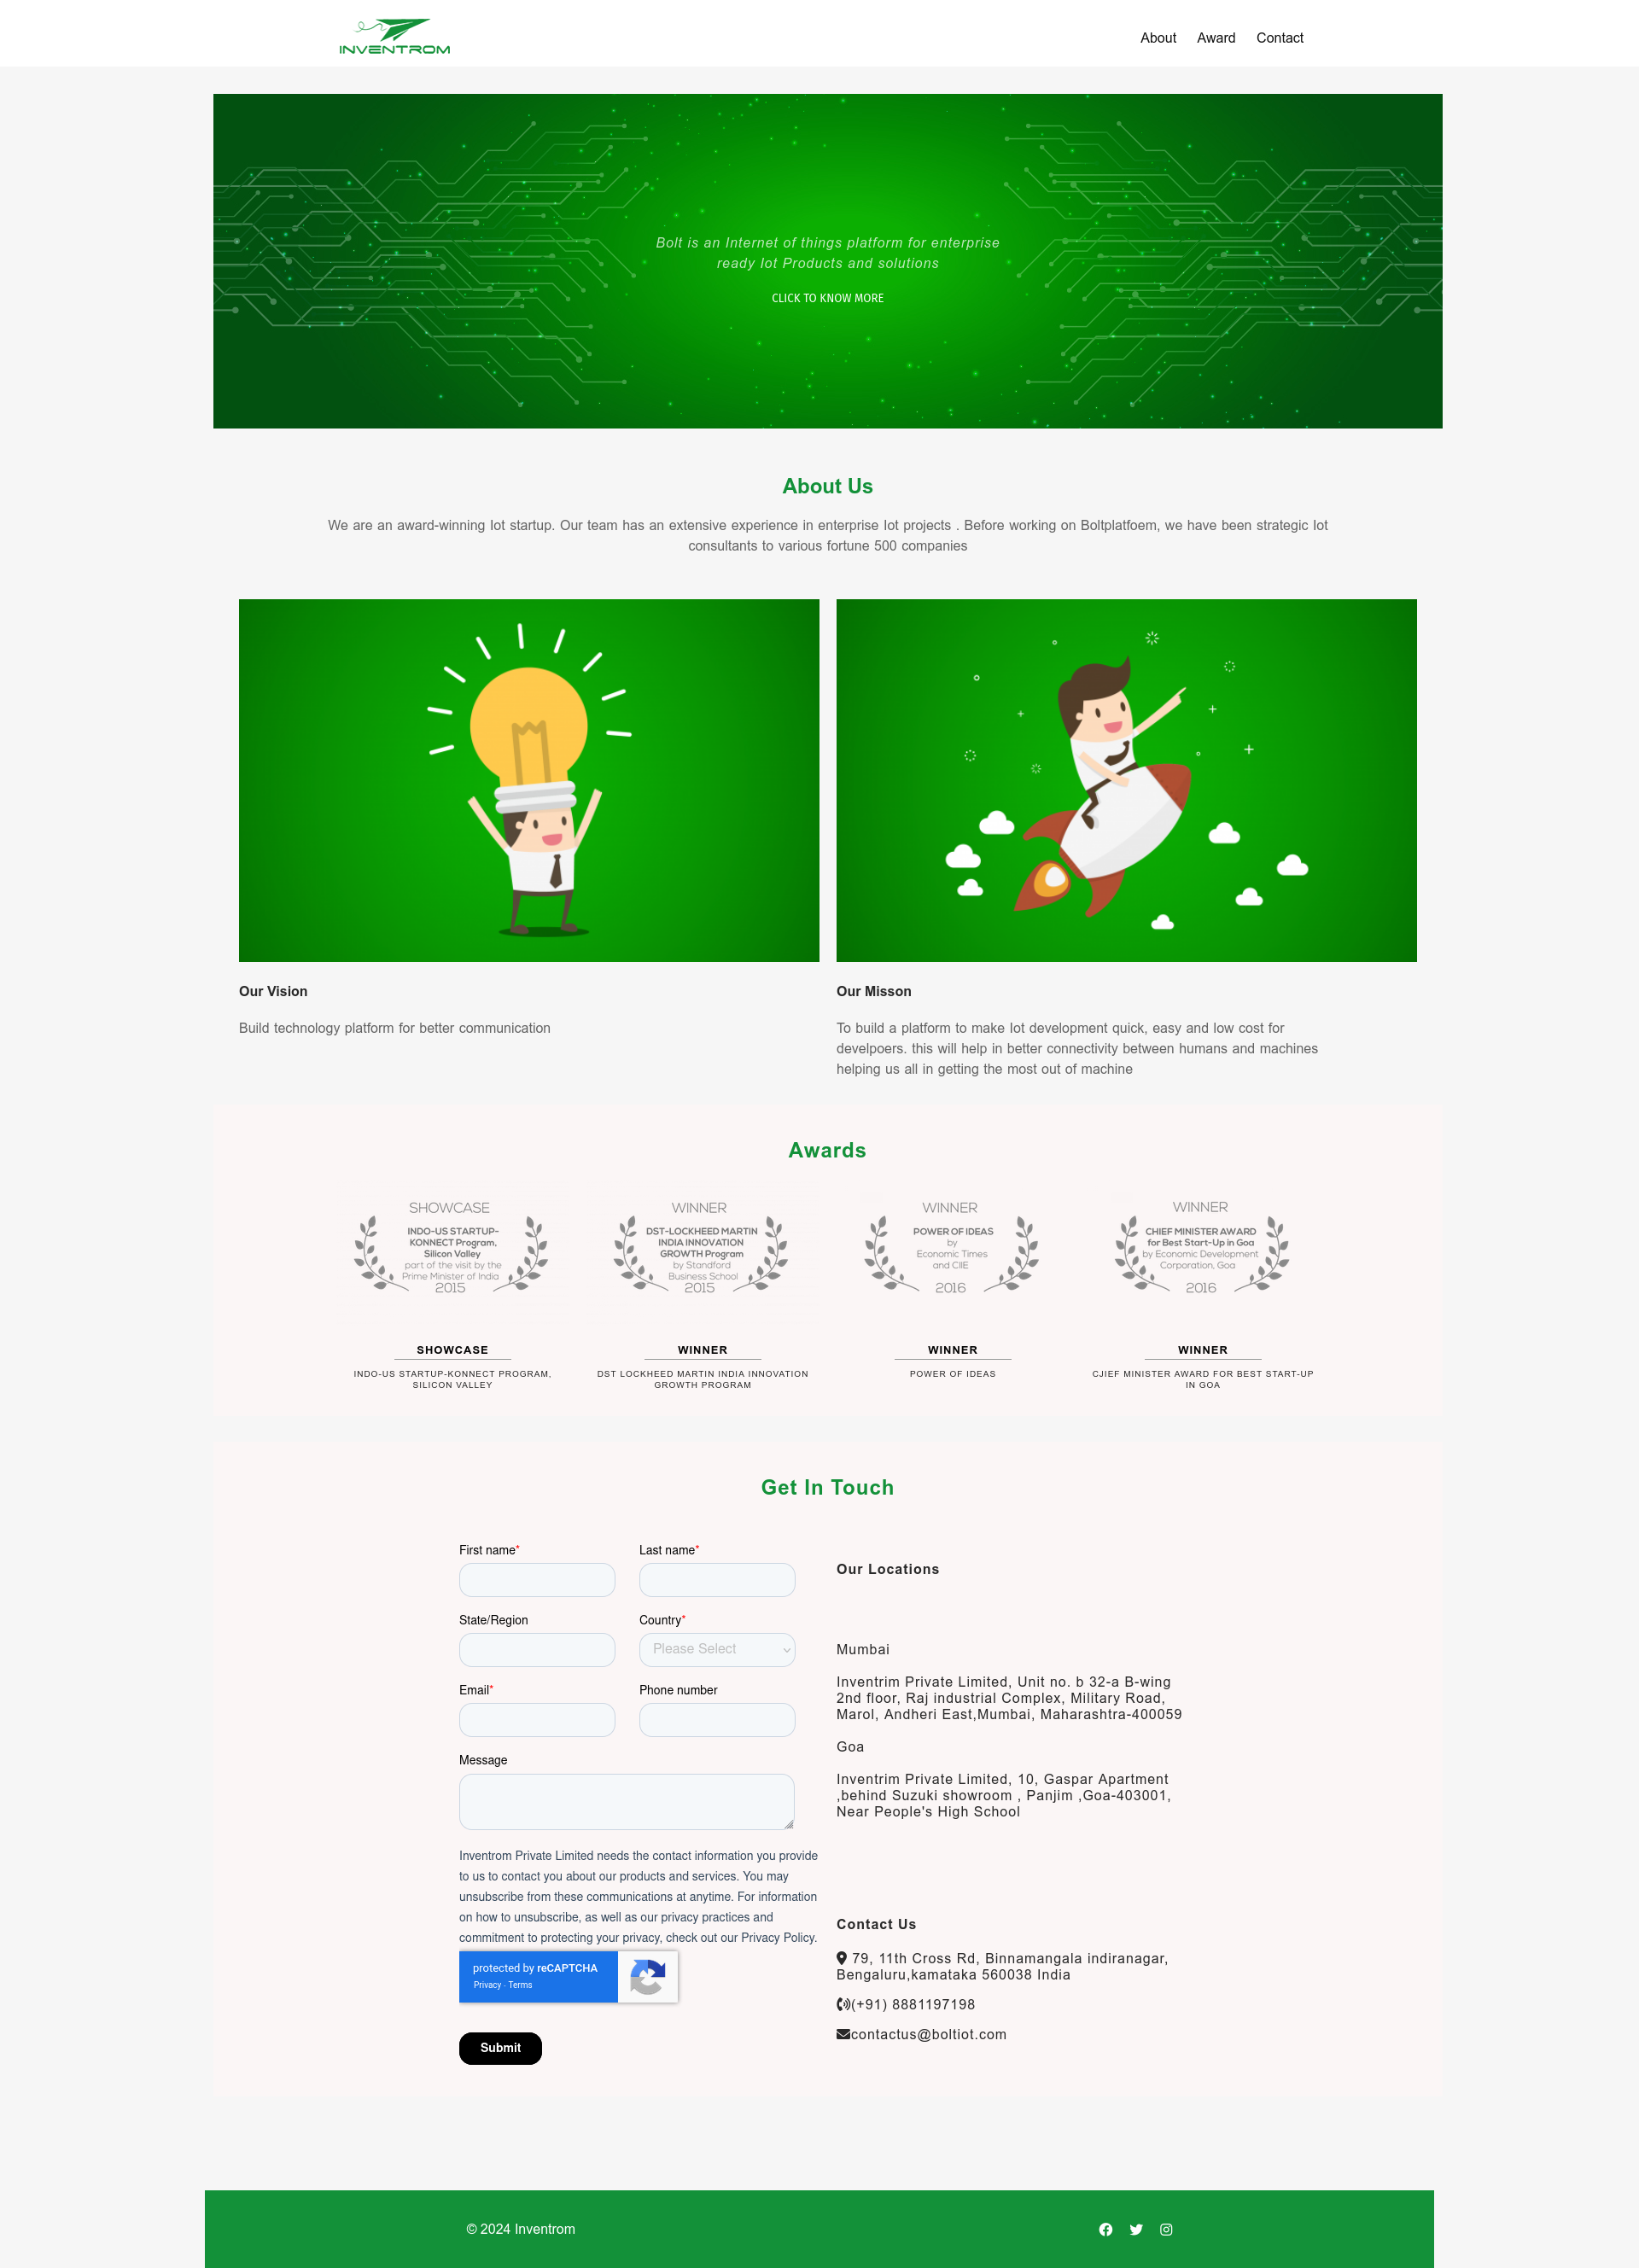 INVENTROM
About Award Contact
Bolt is an Internet of things platform for enterprise
ready Iot Products and solutions
CLICK TO KNOW MORE
About Us
We are an award-winning Iot startup. Our team has an extensive experience in enterprise Iot projects . Before working on Boltplatfoem, we have been strategic Iot
consultants to various fortune 500 companies
Our Vision
Build technology platform for better communication
Our Misson
To build a platform to make Iot development quick, easy and low cost for
develpoers. this will help in better connectivity between humans and machines
helping us all in getting the most out of machine
Awards
SHOWCASE
INDO-US STARTUP-
KONNECT Program,
Silicon Valley
part of the visit by the
Prime Minister of India
2015
SHOWCASE
INDO-US STARTUP-KONNECT PROGRAM,
SILICON VALLEY
WINNER
DST-LOCKHEED MARTIN
INDIA INNOVATION
GROWTH Program
by Standford
Business School
2015
WINNER
DST LOCKHEED MARTIN INDIA INNOVATION
GROWTH PROGRAM
WINNER
POWER OF IDEAS
by
Economic Times
and CIIE
2016
WINNER
POWER OF IDEAS
WINNER
CHIEF MINISTER AWARD
for Best Start-Up in Goa
by Economic Development
Corporation, Goa
2016
WINNER
CJIEF MINISTER AWARD FOR BEST START-UP
IN GOA
Get In Touch
First name*
Last name*
State/Region
Country*
Please Select
Email*
Phone number
Message
Inventrom Private Limited needs the contact information you provide
to us to contact you about our products and services. You may
unsubscribe from these communications at anytime. For information
on how to unsubscribe, as well as our privacy practices and
commitment to protecting your privacy, check out our Privacy Policy.
protected by reCAPTCHA
Privacy - Terms
Submit
Our Locations
Mumbai
Inventrim Private Limited, Unit no. b 32-a B-wing
2nd floor, Raj industrial Complex, Military Road,
Marol, Andheri East,Mumbai, Maharashtra-400059
Goa
Inventrim Private Limited, 10, Gaspar Apartment
,behind Suzuki showroom , Panjim ,Goa-403001,
Near People's High School
Contact Us
79, 11th Cross Rd, Binnamangala indiranagar,
Bengaluru,kamataka 560038 India
(+91) 8881197198
contactus@boltiot.com
© 2024 Inventrom